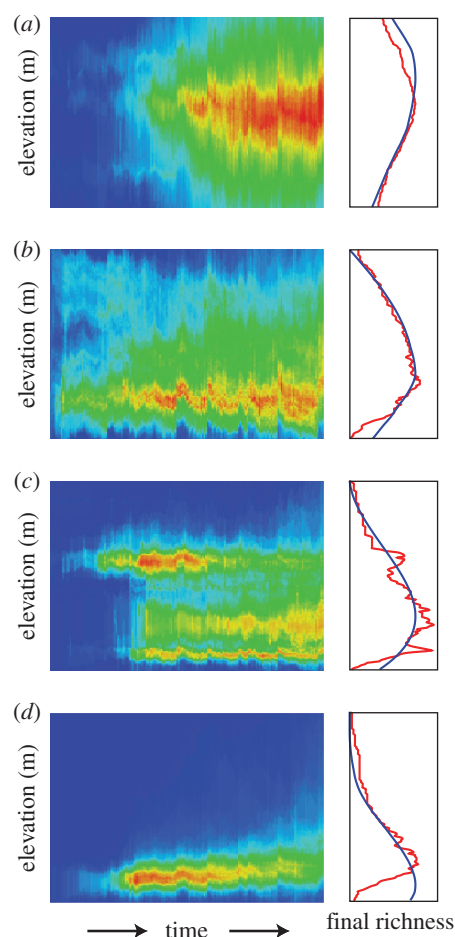 (a)
elevation (m)
(b)
elevation (m)
(c)
elevation (m)
(d)
elevation (m)
time
final richness